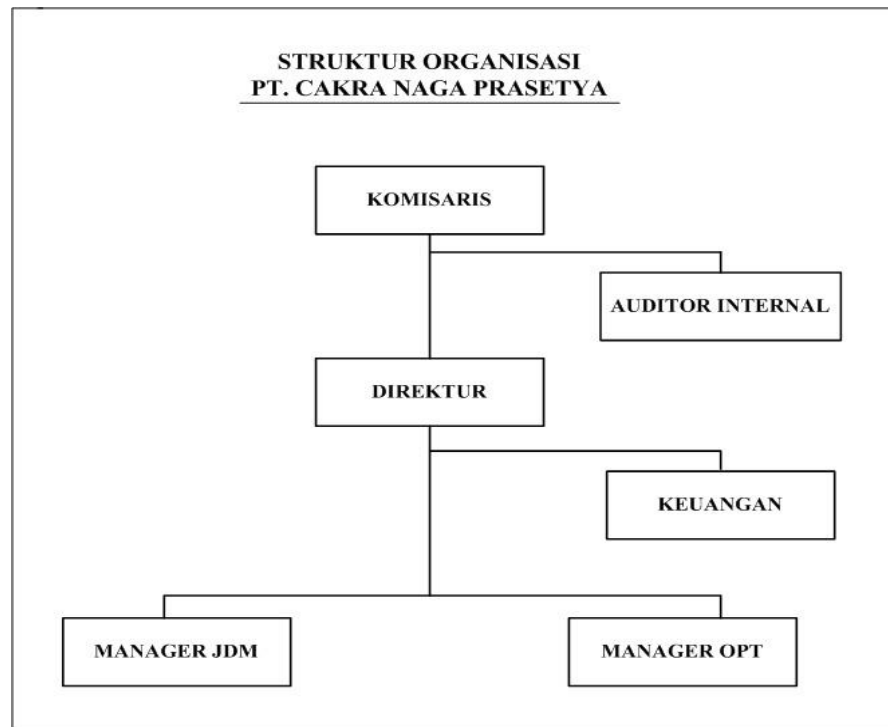 STRUKTUR ORGANISASI
PT. CAKRA NAGA PRASETYA
KOMISARIS
AUDITOR INTERNAL
DIREKTUR
KEUANGAN
MANAGER JDM
MANAGER OPT